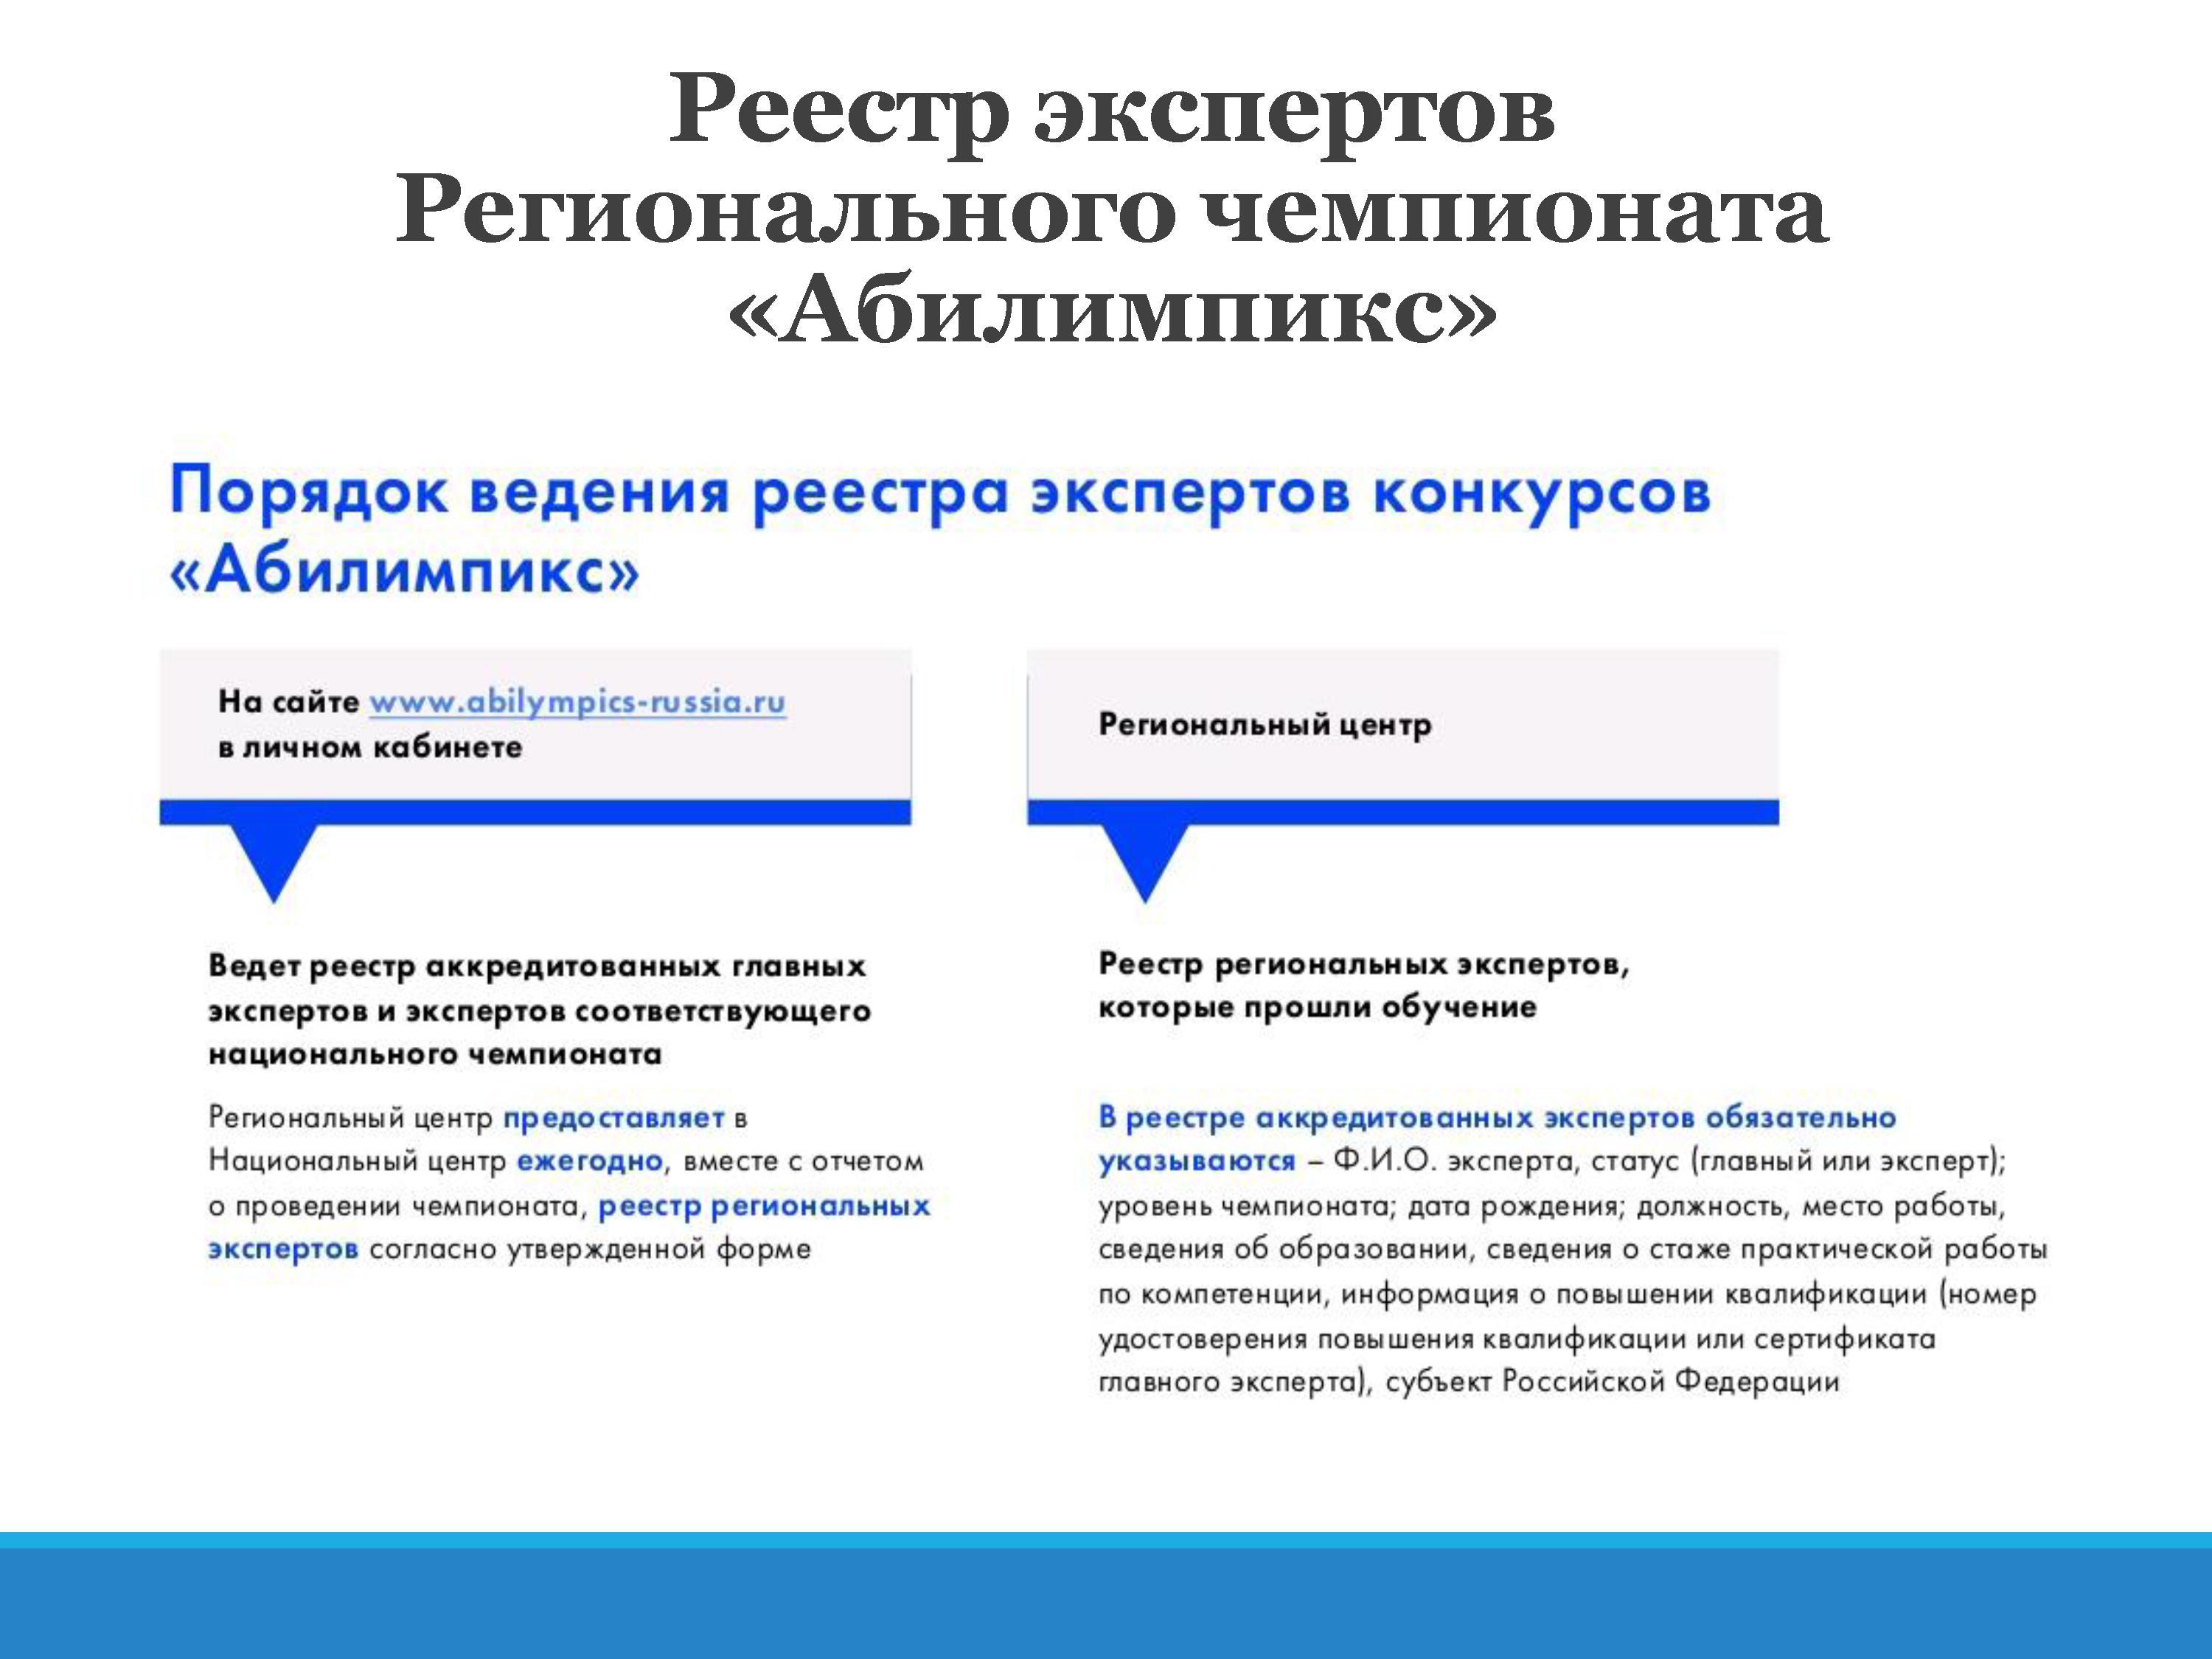 Реестр экспертов
Регионального чемпионата
«Абилимпикс»
Порядок ведения реестра экспертов конкурсов
«Абилимпикс»
На сайте www.abilympics-russia.ru
в личном кабинете
Ведет реестр аккредитованных главных
экспертов и экспертов соответствующего
национального чемпионата
Региональный центр предоставляет в
Национальный центр ежегодно, вместе с отчетом
о проведении чемпионата, реестр региональных
экспертов согласно утвержденной форме
Региональный центр
Реестр региональных экспертов,
которые прошли обучение
В реестре аккредитованных экспертов обязательно
указываются – Ф.И.О. эксперта, статус (главный или эксперт);
уровень чемпионата; дата рождения; должность, место работы,
сведения об образовании, сведения о стаже практической работы
по компетенции, информация о повышении квалификации (номер
удостоверения повышения квалификации или сертификата
главного эксперта), субъект Российской Федерации